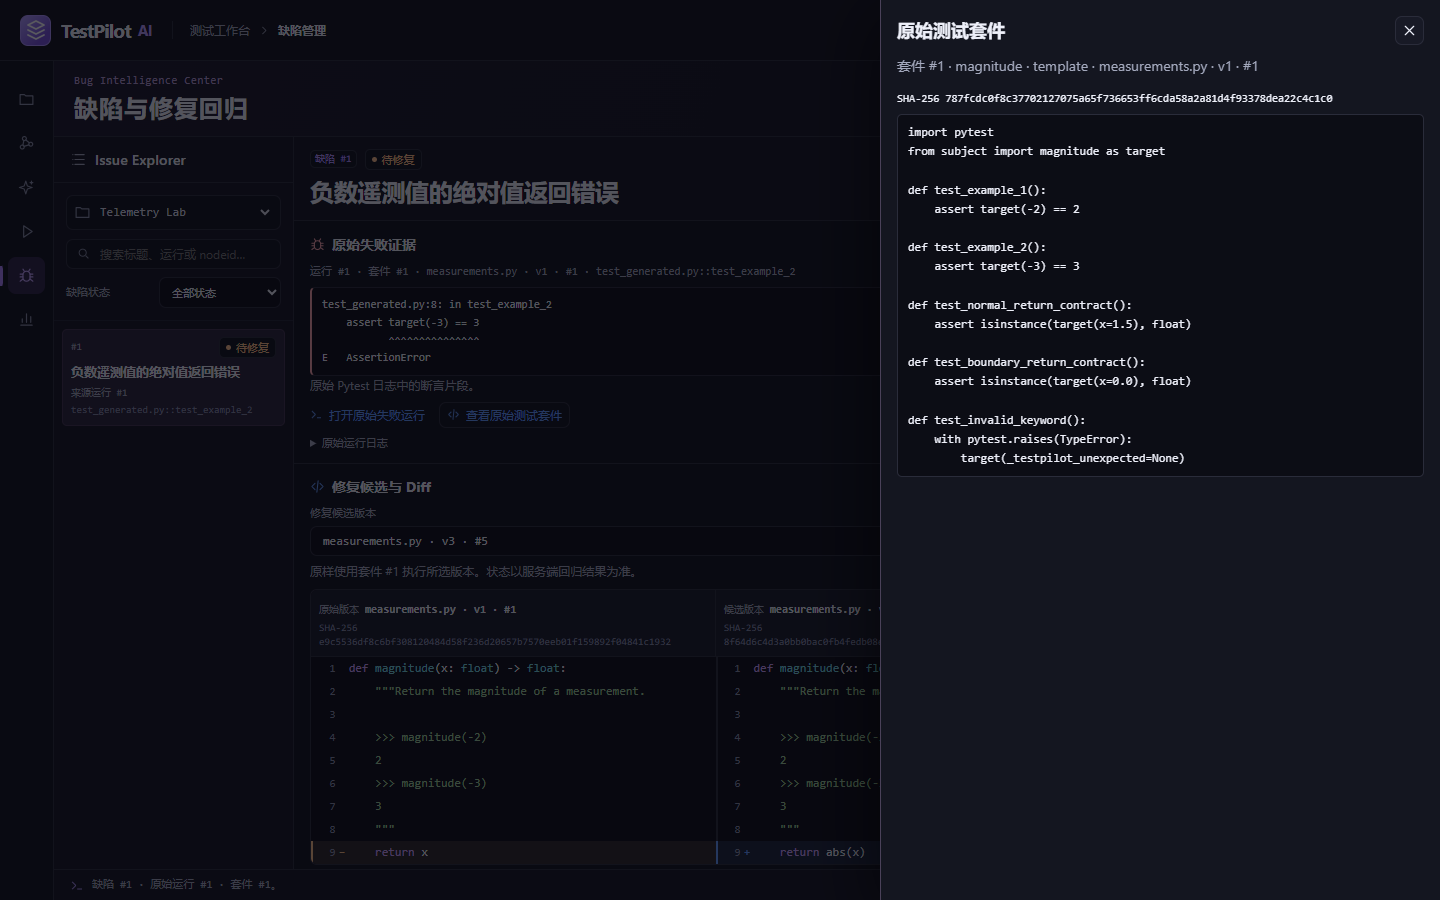 TestPilot AI
测试工作台 > 缺陷管理
Bug Intelligence Center
缺陷与修复回归
Issue Explorer
Telemetry Lab
搜索标题、运行或 nodeid...
缺陷状态
全部状态
#1
待修复
负数遥测值的绝对值返回错误
来源运行 #1
test_generated.py::test_example_2
缺陷 #1
待修复
负数遥测值的绝对值返回错误
原始失败证据
运行 #1 · 套件 #1 · measurements.py · v1 · #1 · test_generated.py::test_example_2
test_generated.py:8: in test_example_2
assert target(-3) == 3
^^^^^^^^^^^^^^^
E   AssertionError
原始 Pytest 日志中的断言片段。
打开原始失败运行
查看原始测试套件
原始运行日志
修复候选与 Diff
修复候选版本
measurements.py · v3 · #5
原样使用套件 #1 执行所选版本。状态以服务端回归结果为准。
原始版本 measurements.py · v1 · #1
SHA-256
e9c5536df8c6bf308120484d58f236d20657b7570eeb01f159892f04841c1932
1 def magnitude(x: float) -> float:
2     """Return the magnitude of a measurement.
3
4     >>> magnitude(-2)
5     2
6     >>> magnitude(-3)
7     3
8     """
9 −     return x
候选版本 measurements.py ·
SHA-256
1 def magnitude(x:
2     """Return the
3
4     >>> magnitude(-
5     2
6     >>> magnitude(-
7     3
8     """
9 +     return abs(x)
缺陷 #1 · 原始运行 #1 · 套件 #1。
原始测试套件
套件 #1 · magnitude · template · measurements.py · v1 · #1
SHA-256 787fcdc0f8c37702127075a65f736653ff6cda58a2a81d4f93378dea22c4c1c0
import pytest
from subject import magnitude as target
def test_example_1():
    assert target(-2) == 2
def test_example_2():
    assert target(-3) == 3
def test_normal_return_contract():
    assert isinstance(target(x=1.5), float)
def test_boundary_return_contract():
    assert isinstance(target(x=0.0), float)
def test_invalid_keyword():
    with pytest.raises(TypeError):
        target(_testpilot_unexpected=None)